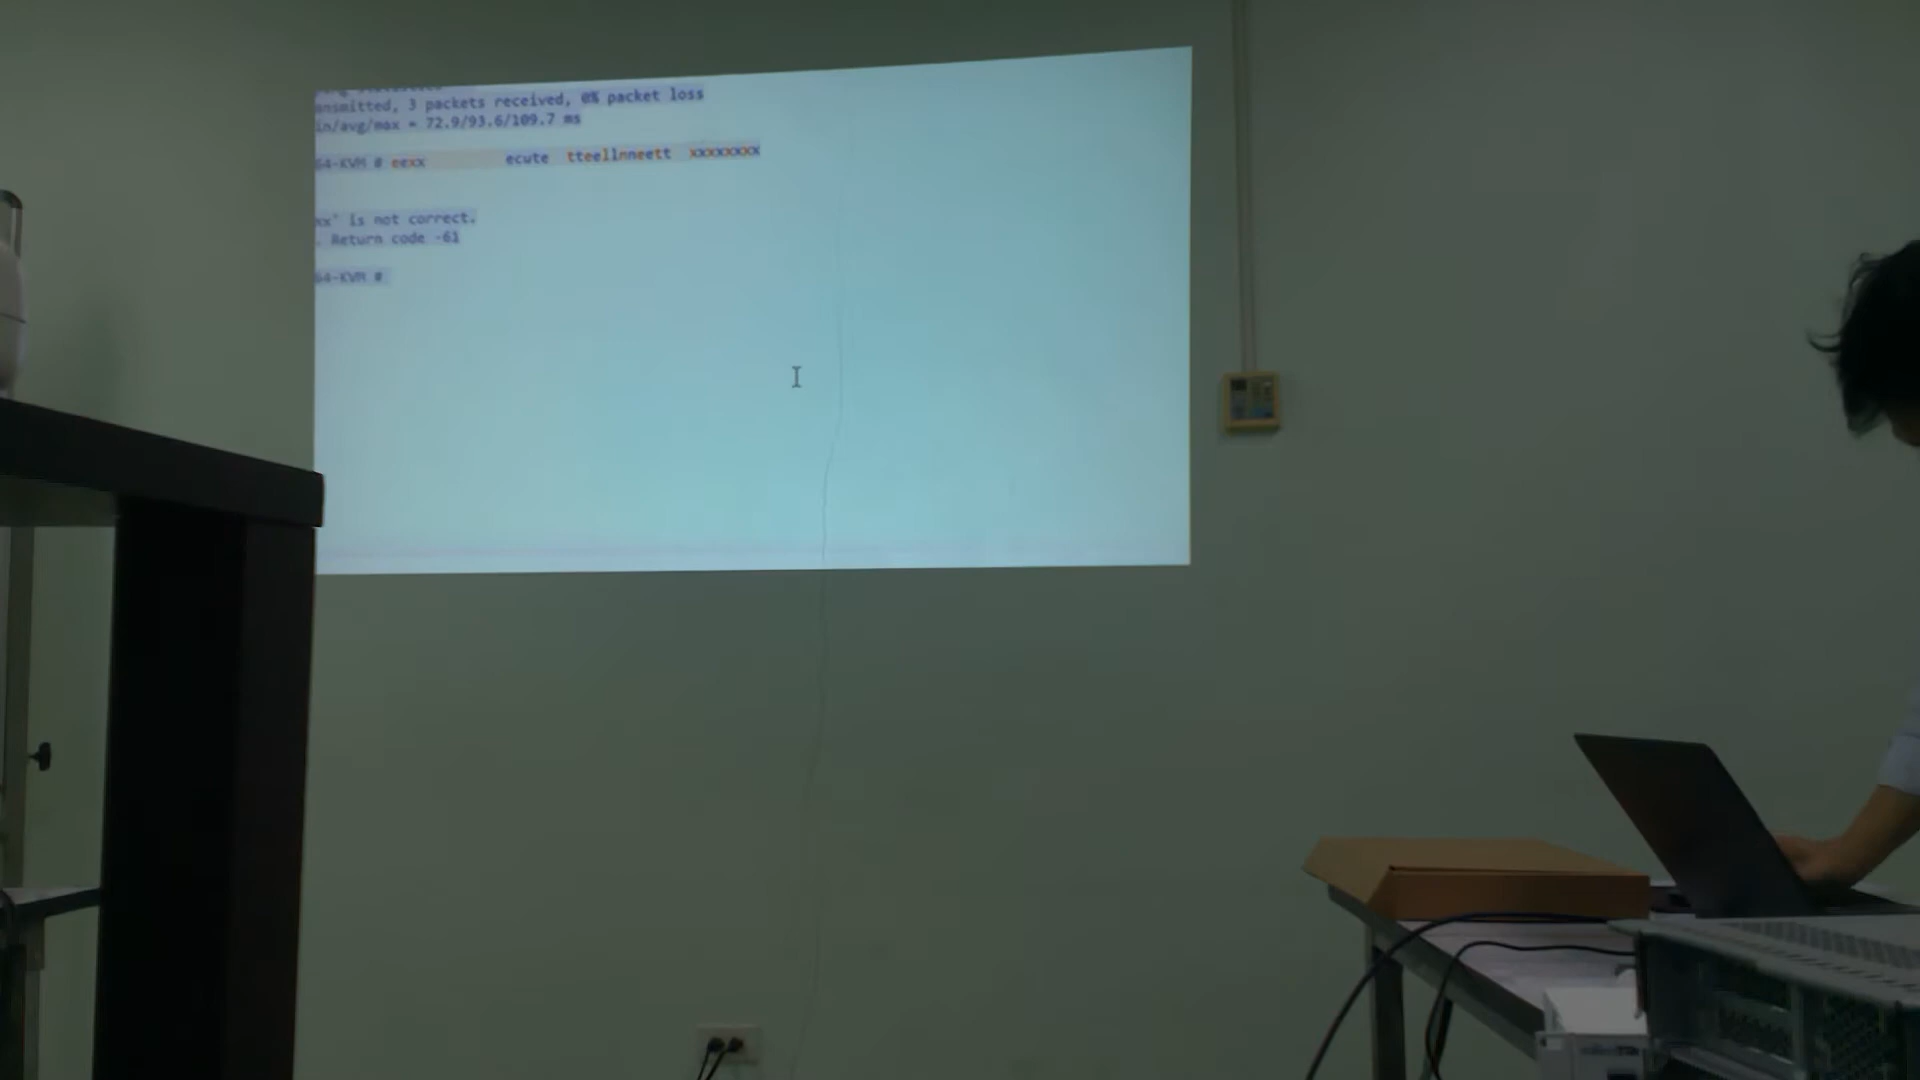 ansmitted, 3 packets received, 0% packet loss
in/avg/max = 72.9/93.6/109.7 ms
64-KVM # eexx ecute tteellnneett xxxxxxxx
xx' is not correct.
. Return code -61
64-KVM #